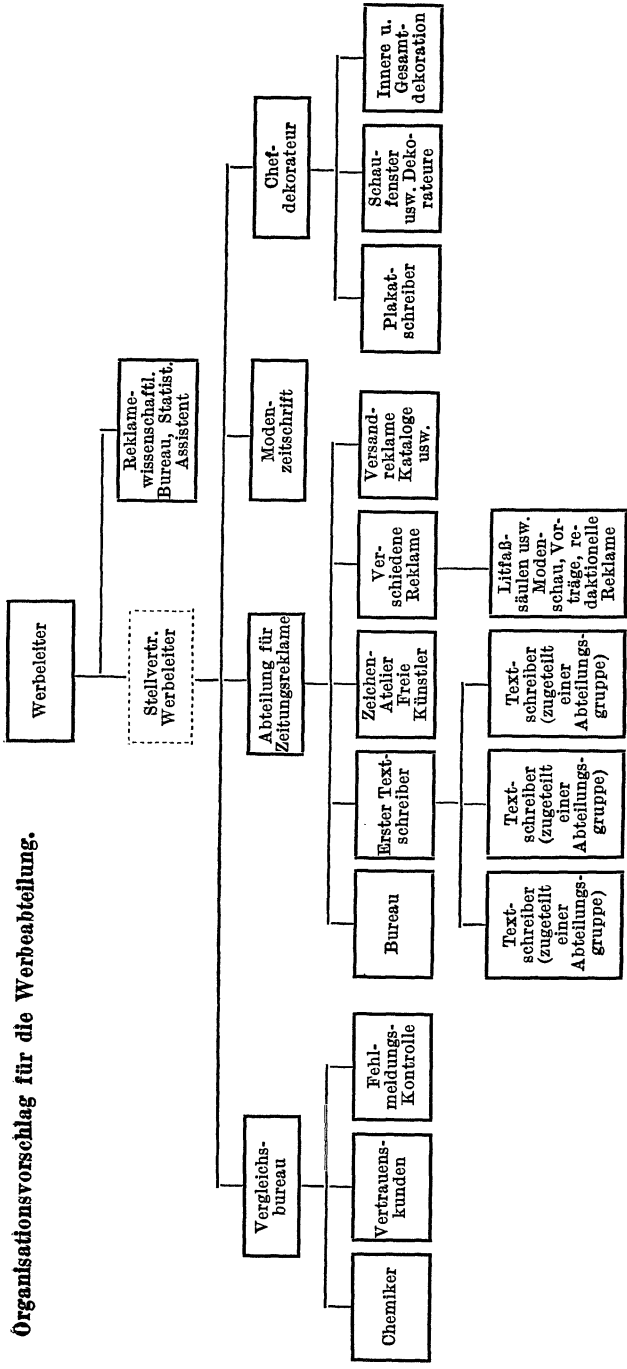 Organisationsvorschlag für die Werbeabteilung.
Werbeleiter
Stellvertr.
Werbeleiter
Reklame-
wissenschaftl.
Bureau, Statist.
Assistent
Vergleichs-
bureau
Abteilung für
Zeitungsreklame
Moden-
zeitschrift
Chef-
dekorateur
Chemiker
Vertrauens-
kunden
Fehl-
meldungs-
Kontrolle
Bureau
Erster Text-
schreiber
Zeichen-
Atelier
Freie
Künstler
Ver-
schiedene
Reklame
Versand-
reklame
Kataloge
usw.
Plakat-
schreiber
Schau-
fenster
usw. Deko-
rateure
Innere u.
Gesamt-
dekoration
Text-
schreiber
(zugeteilt
einer
Abteilungs-
gruppe)
Text-
schreiber
(zugeteilt
einer
Abteilungs-
gruppe)
Text-
schreiber
(zugeteilt
einer
Abteilungs-
gruppe)
Litfaß-
säulen usw.
Moden-
schau, Vor-
träge, re-
daktionelle
Reklame